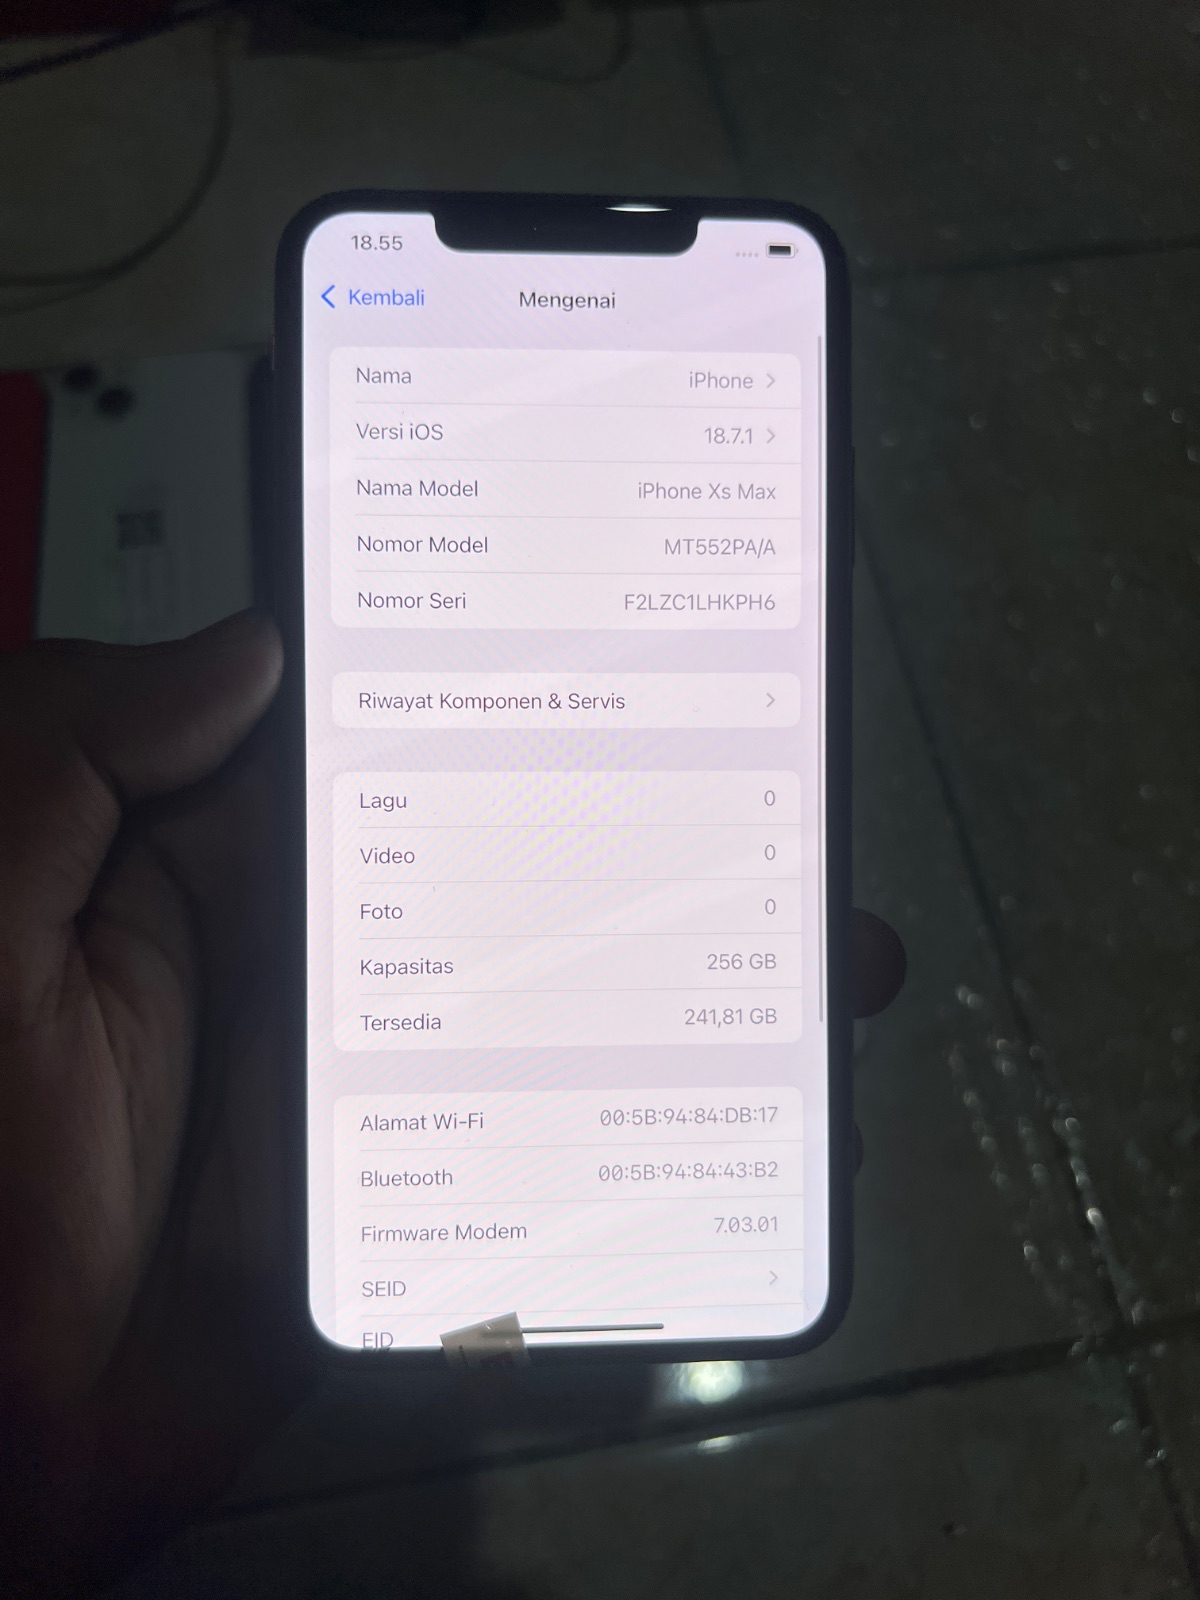 18.55
Kembali
Mengenai
Nama iPhone
Versi iOS 18.7.1
Nama Model iPhone Xs Max
Nomor Model MT552PA/A
Nomor Seri F2LZC1LHKPH6
Riwayat Komponen & Servis
Lagu 0
Video 0
Foto 0
Kapasitas 256 GB
Tersedia 241,81 GB
Alamat Wi-Fi 00:5B:94:84:DB:17
Bluetooth 00:5B:94:84:43:B2
Firmware Modem 7.03.01
SEID
EID